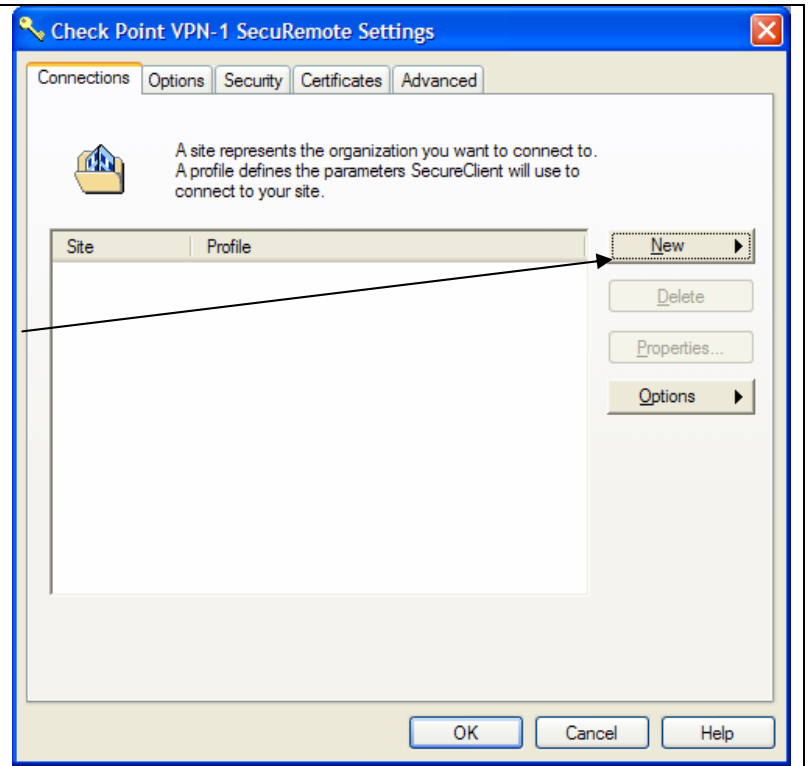 Check Point VPN-1 SecuRemote Settings
Connections Options Security Certificates Advanced
A site represents the organization you want to connect to.
A profile defines the parameters SecureClient will use to
connect to your site.
Site Profile
New
Delete
Properties...
Options
OK Cancel Help